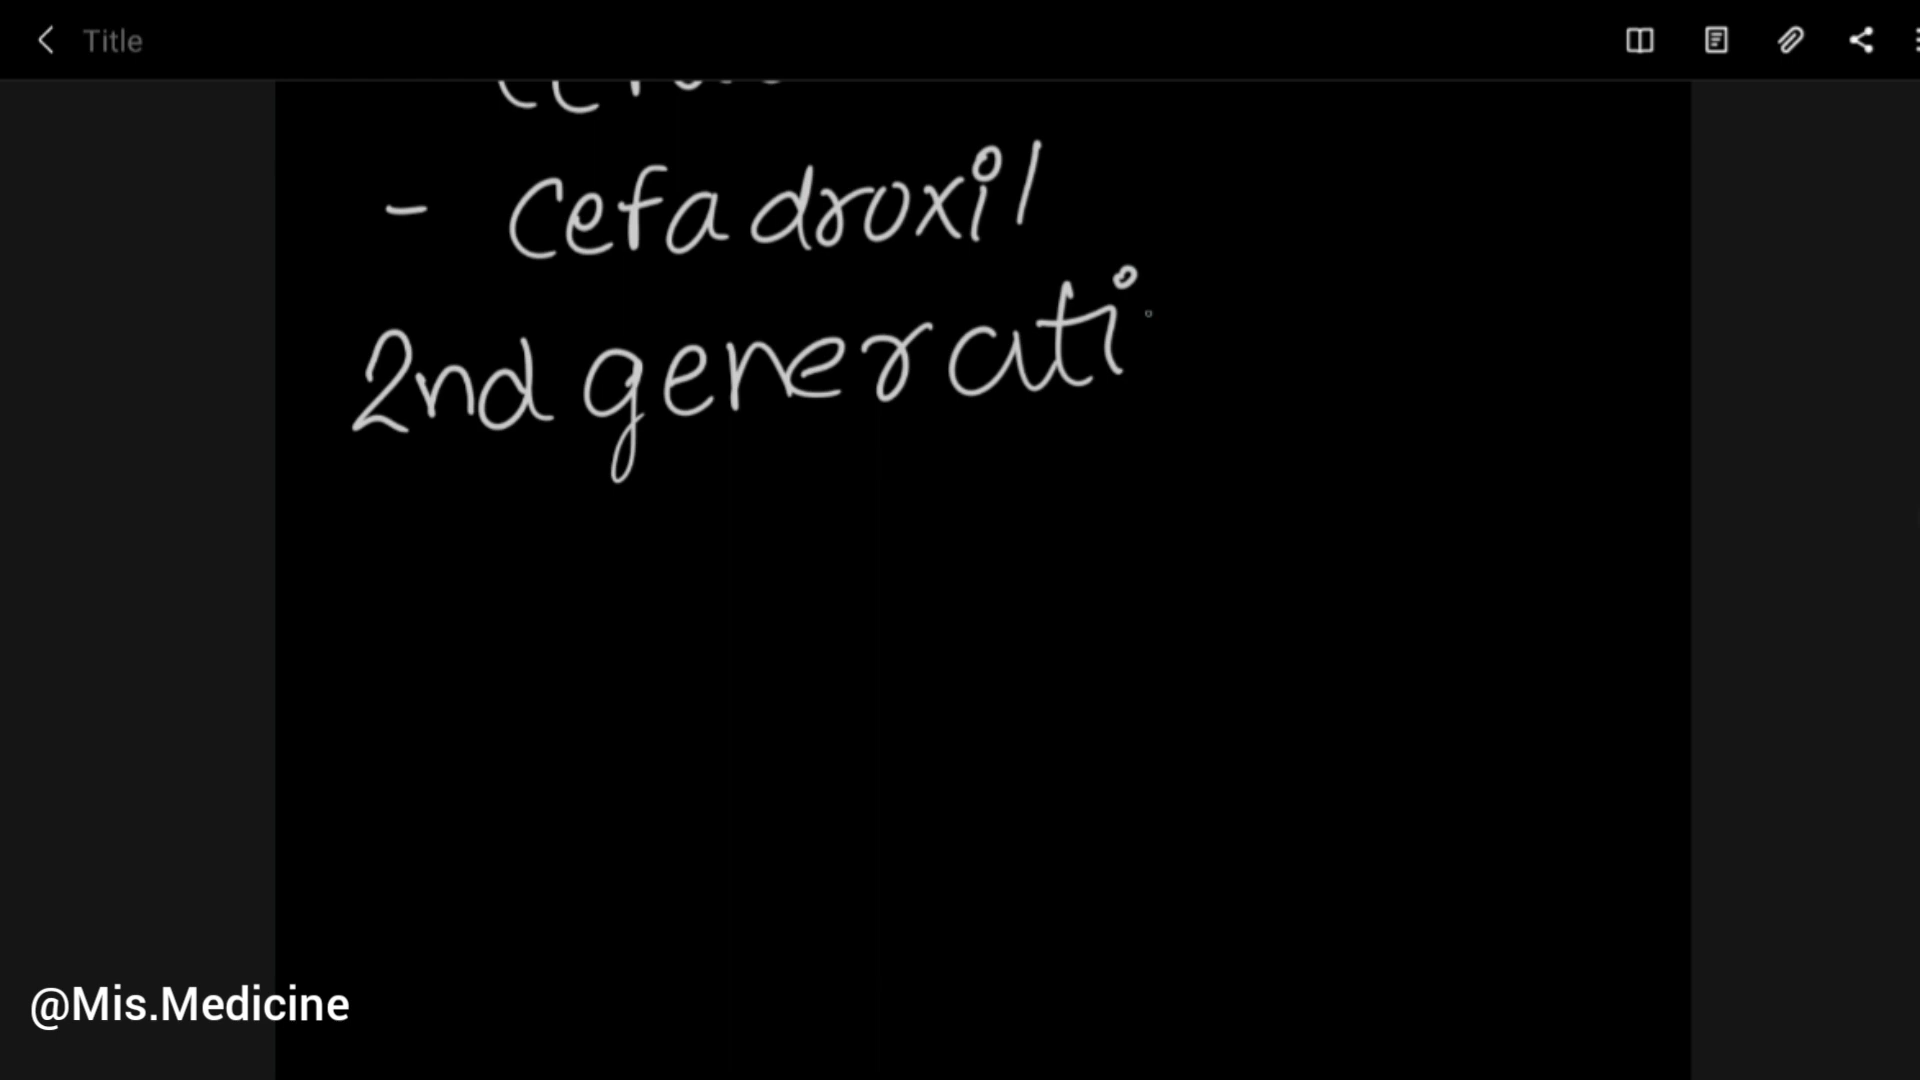 Title
- Cefadroxil
2nd generati
@Mis.Medicine